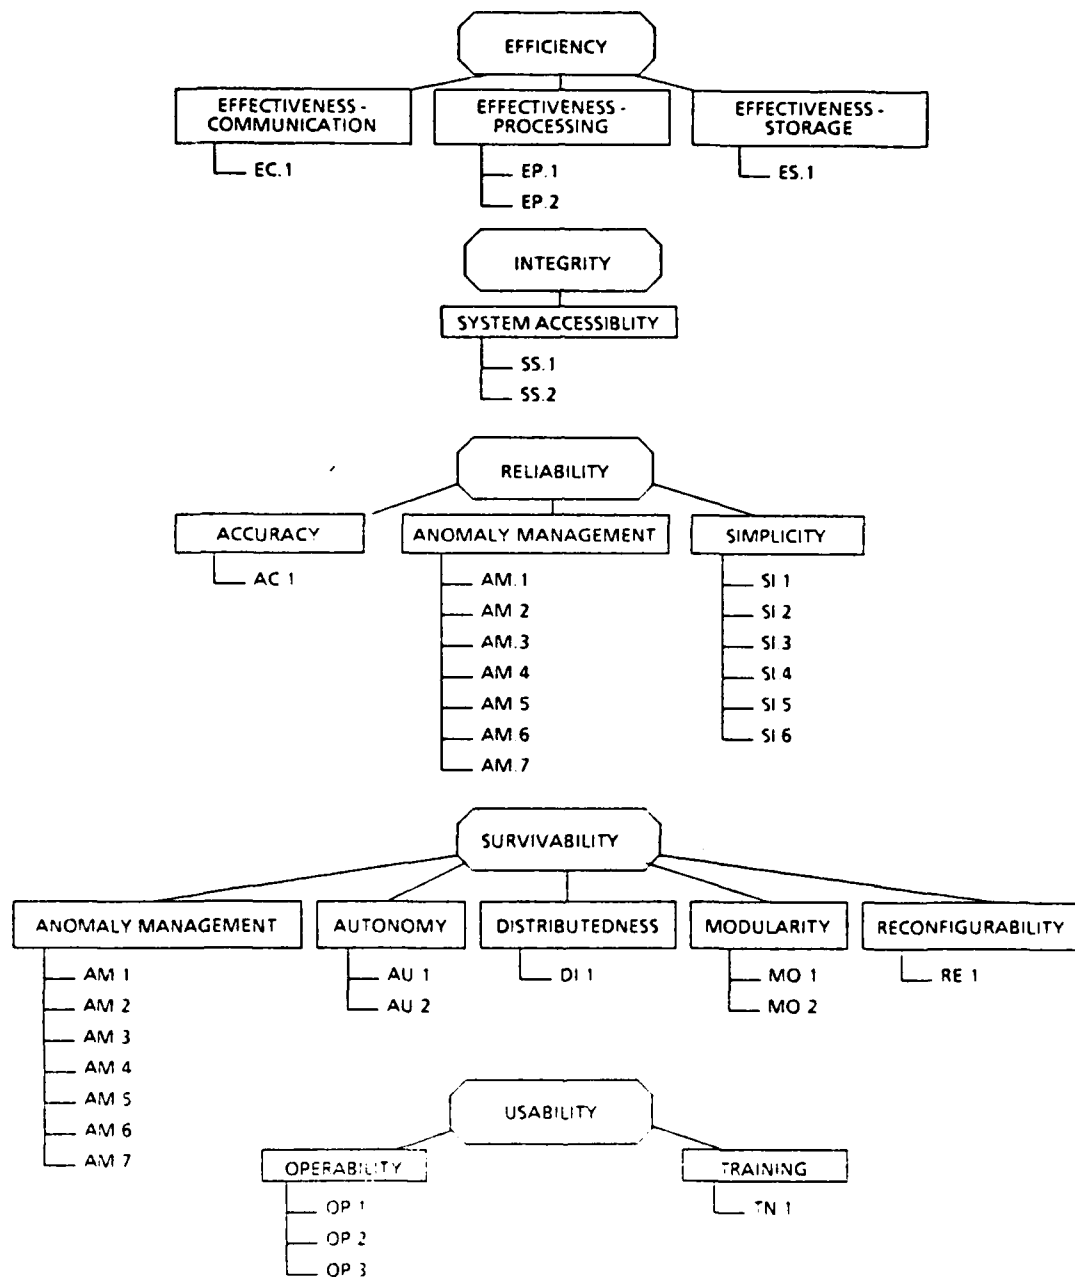 EFFICIENCY
EFFECTIVENESS -
COMMUNICATION
EFFECTIVENESS -
PROCESSING
EFFECTIVENESS -
STORAGE
EC.1
EP.1
EP.2
ES.1
INTEGRITY
SYSTEM ACCESSIBLITY
SS.1
SS.2
RELIABILITY
ACCURACY
ANOMALY MANAGEMENT
SIMPLICITY
AC 1
AM.1
AM 2
AM.3
AM 4
AM 5
AM.6
AM.7
SI 1
SI 2
SI 3
SI 4
SI 5
SI 6
SURVIVABILITY
ANOMALY MANAGEMENT
AUTONOMY
DISTRIBUTEDNESS
MODULARITY
RECONFIGURABILITY
AM 1
AM 2
AM 3
AM 4
AM 5
AM 6
AM 7
AU 1
AU 2
DI 1
MO 1
MO 2
RE 1
USABILITY
OPERABILITY
TRAINING
OP 1
OP 2
OP 3
TN 1